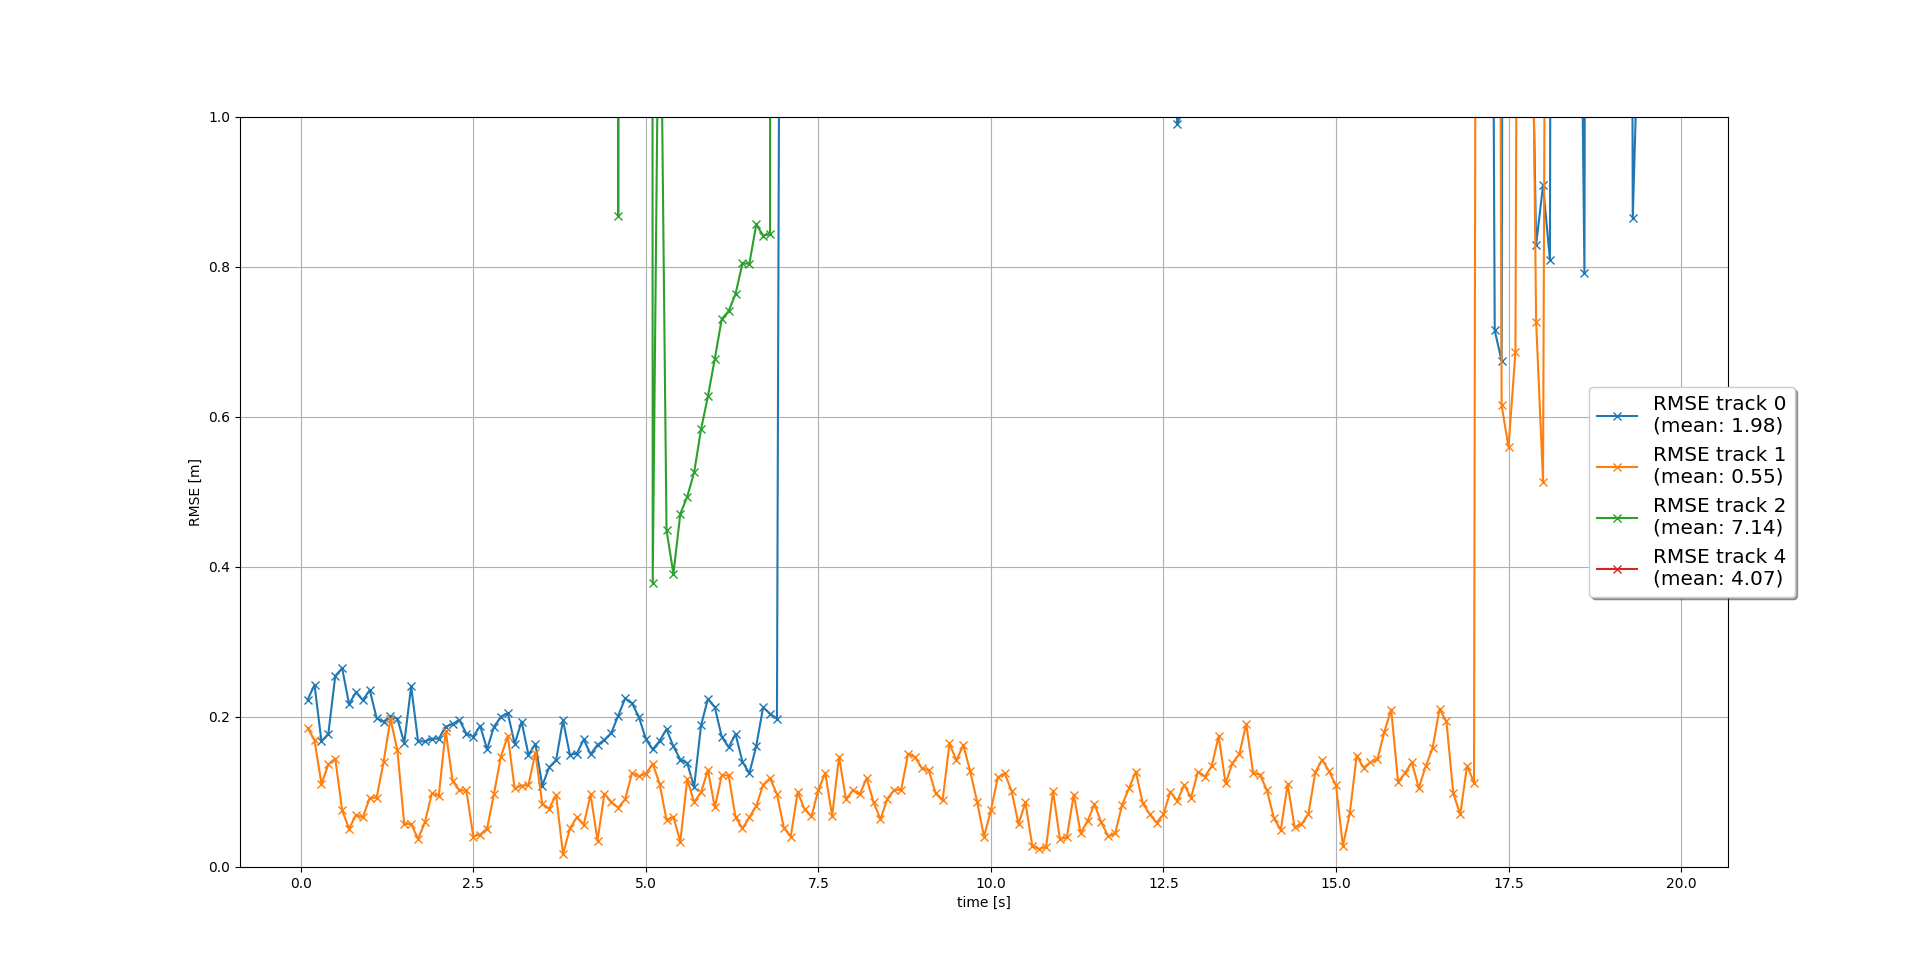 1.0
0.8
0.6
0.4
0.2
0.0
RMSE [m]
0.0 2.5 5.0 7.5 10.0 12.5 15.0 17.5 20.0
time [s]
RMSE track 0
(mean: 1.98)
RMSE track 1
(mean: 0.55)
RMSE track 2
(mean: 7.14)
RMSE track 4
(mean: 4.07)